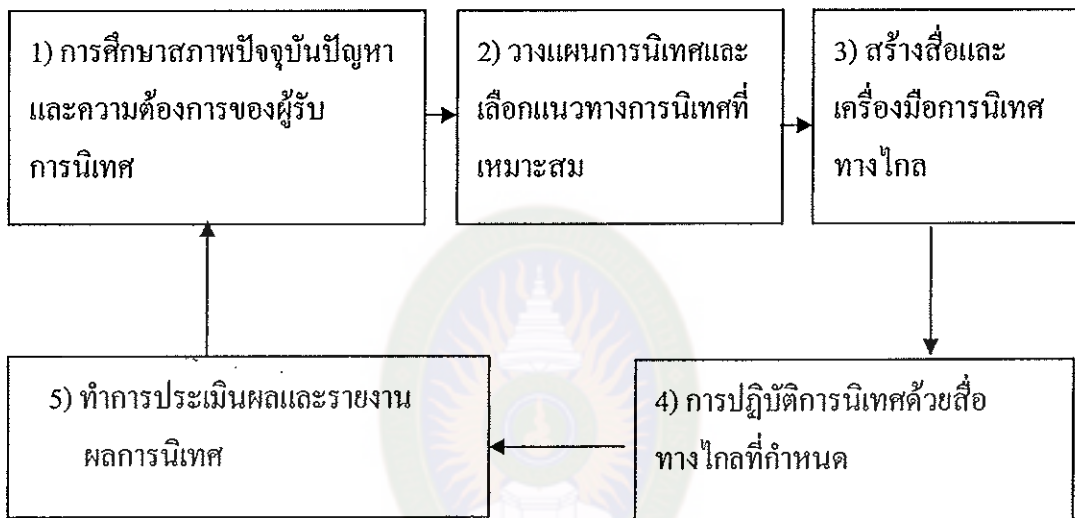 1) การศึกษาสภาพปัจจุบันปัญหา
และความต้องการของผู้รับ
การนิเทศ
2) วางแผนการนิเทศและ
เลือกแนวทางการนิเทศที่
เหมาะสม
3) สร้างสื่อและ
เครื่องมือการนิเทศ
ทางไกล
4) การปฏิบัติการนิเทศด้วยสื่อ
ทางไกลที่กำหนด
5) ทำการประเมินผลและรายงาน
ผลการนิเทศ